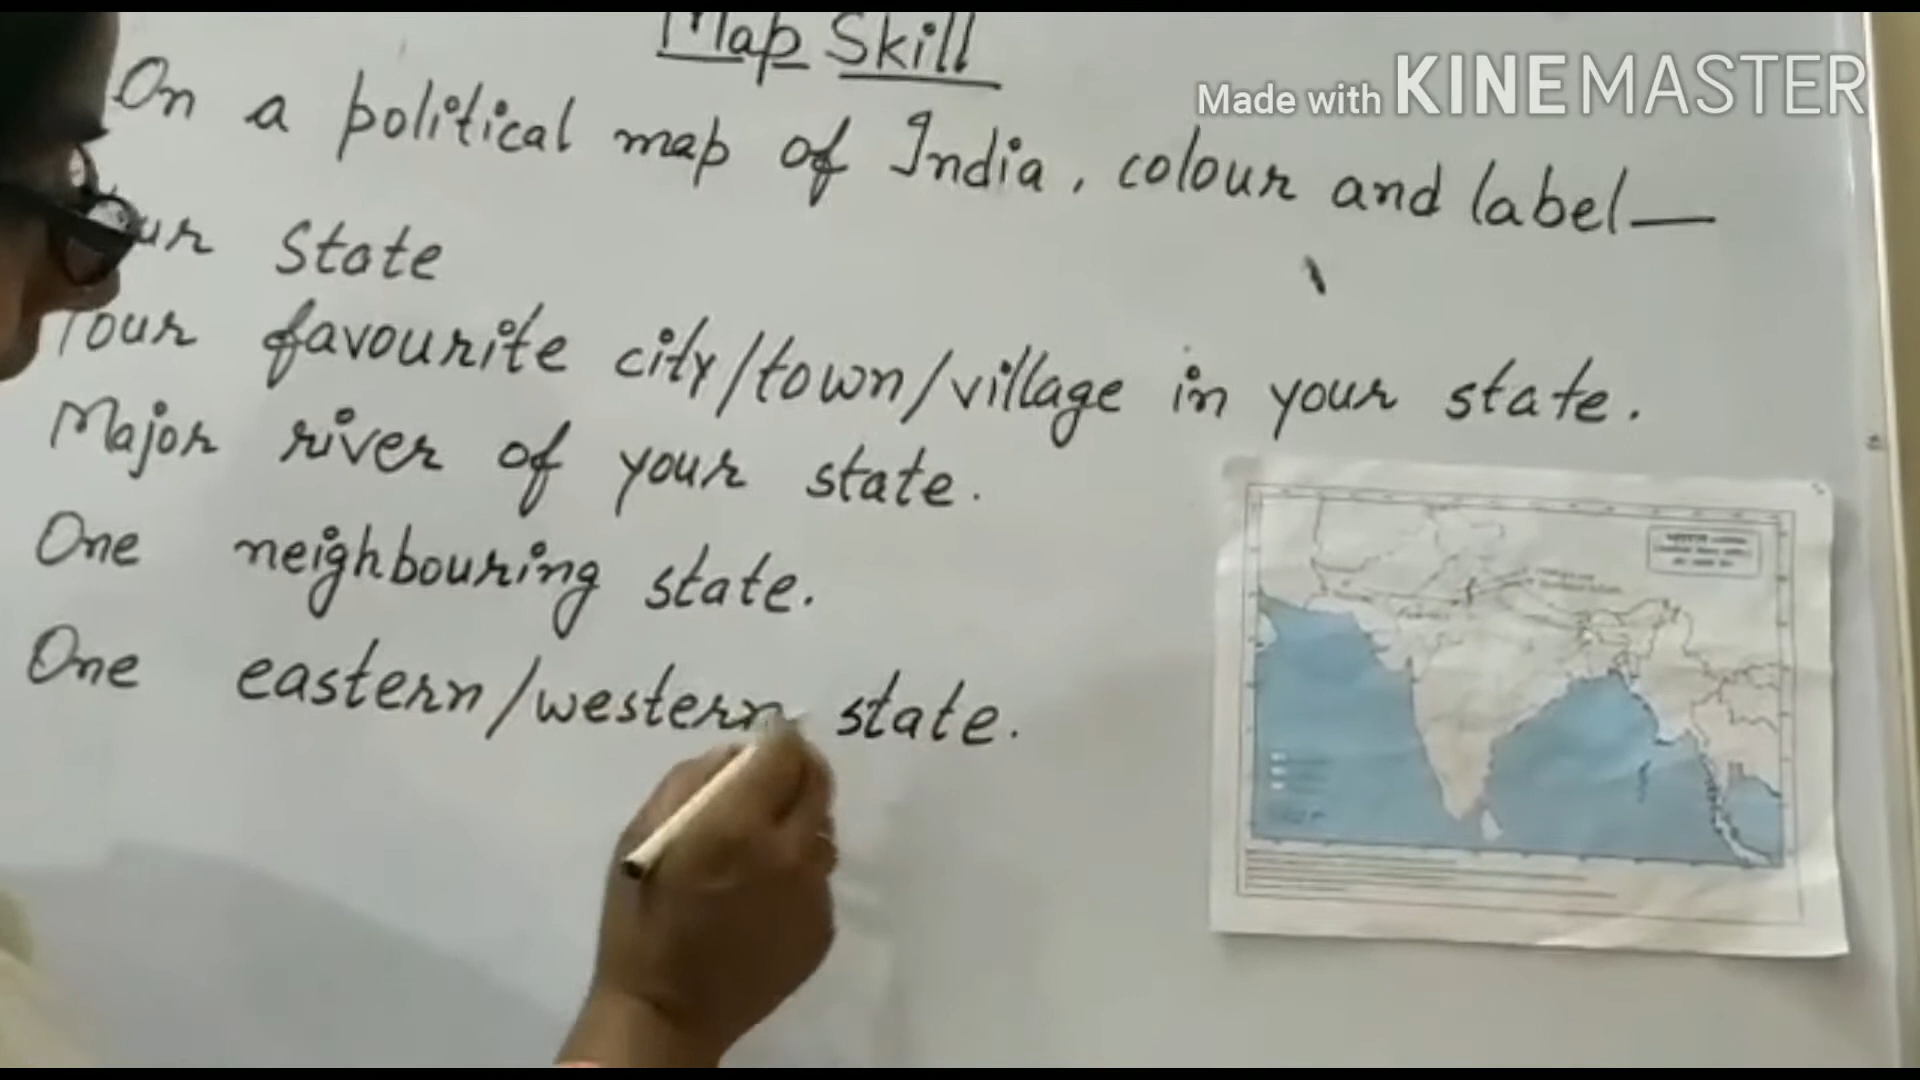 Map Skill
Made with KINEMASTER
On a political map of India, colour and label—
State
Your favourite city/town/village in your state.
Major river of your state.
One neighbouring state.
One eastern/western state.